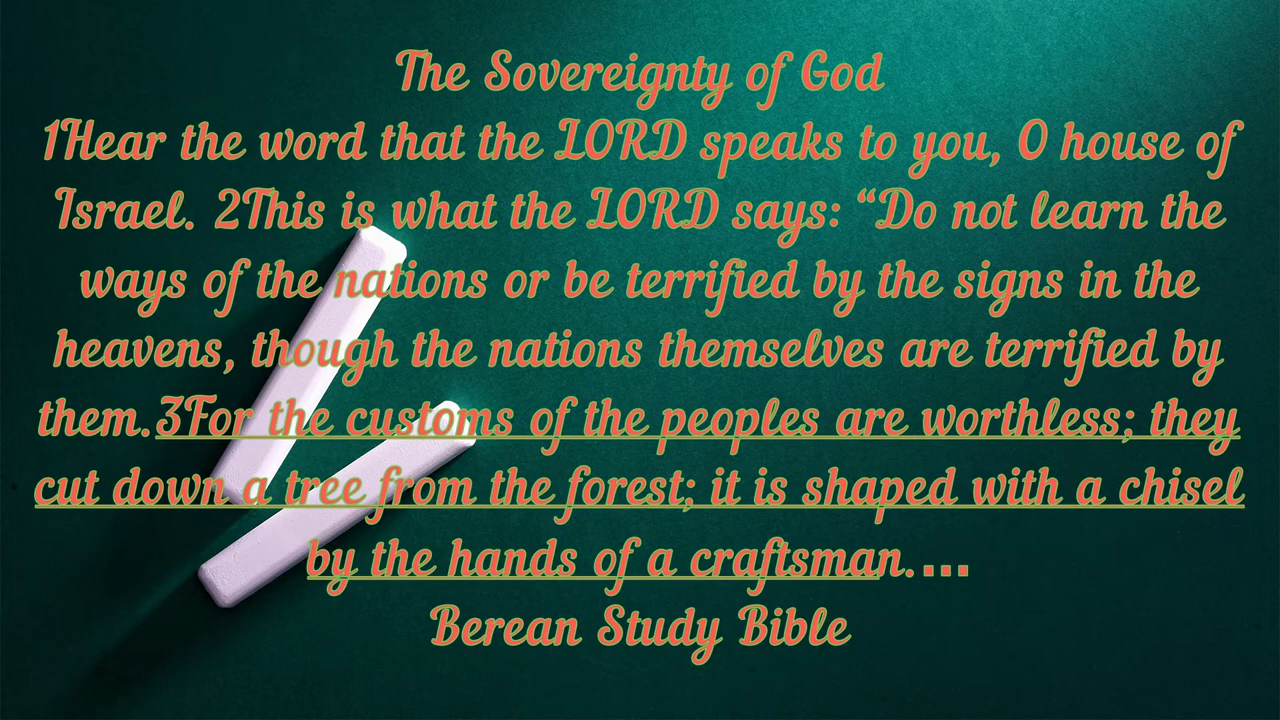 The Sovereignty of God
1Hear the word that the LORD speaks to you, O house of
Israel. 2This is what the LORD says: “Do not learn the
ways of the nations or be terrified by the signs in the
heavens, though the nations themselves are terrified by
them.3For the customs of the peoples are worthless; they
cut down a tree from the forest; it is shaped with a chisel
by the hands of a craftsman....
Berean Study Bible